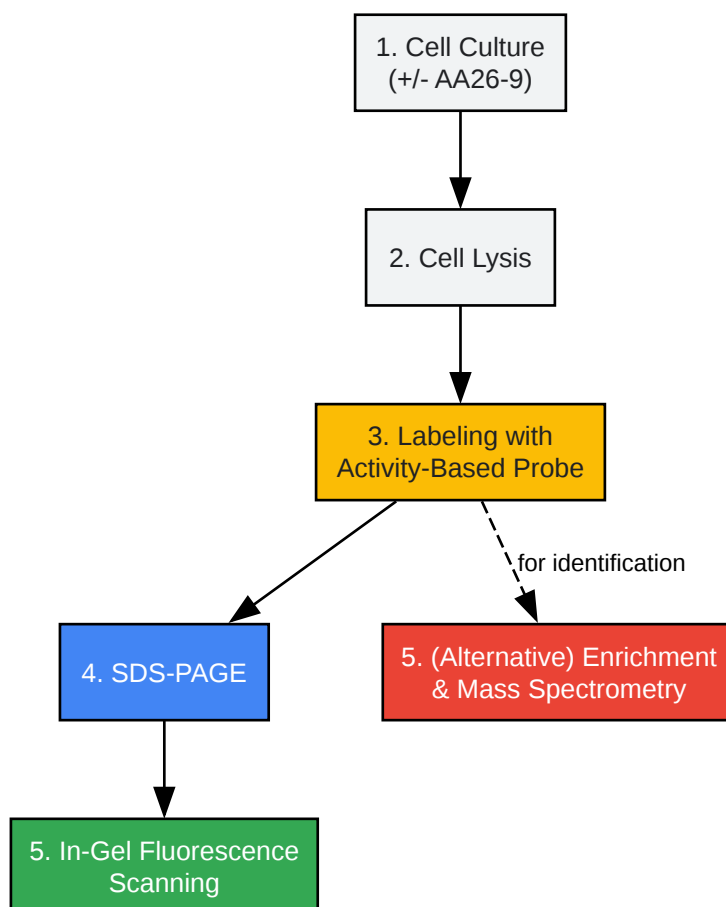 1. Cell Culture
(+/- AA26-9)
2. Cell Lysis
3. Labeling with
Activity-Based Probe
for identification
4. SDS-PAGE
5. (Alternative) Enrichment
& Mass Spectrometry
5. In-Gel Fluorescence
Scanning